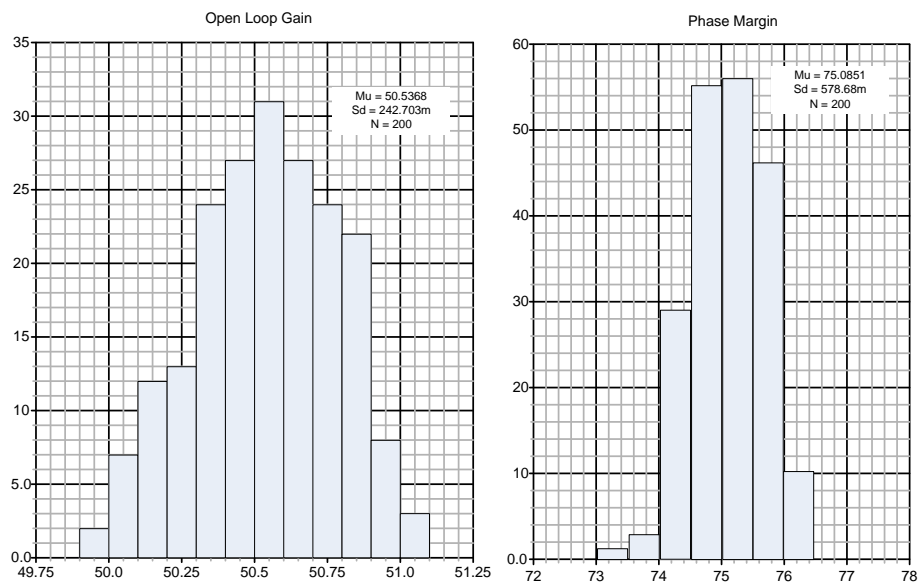 Open Loop Gain
35
30
25
20
15
10
5.0
0.0
49.75 50.0 50.25 50.5 50.75 51.0 51.25
Mu = 50.5368
Sd = 242.703m
N = 200
Phase Margin
60
50
40
30
20
10
0.0
72 73 74 75 76 77 78
Mu = 75.0851
Sd = 578.68m
N = 200